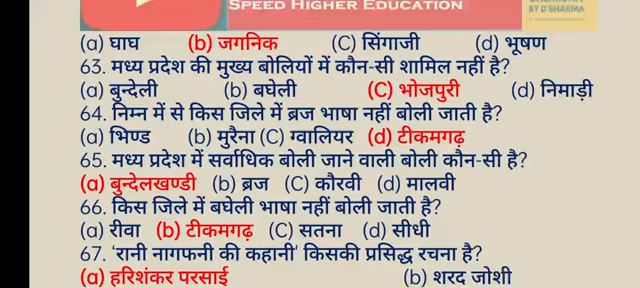 SPEED HIGHER EDUCATION
BY D SHARMA
(a) घाघ (b) जगनिक (C) सिंगाजी (d) भूषण
63. मध्य प्रदेश की मुख्य बोलियों में कौन-सी शामिल नहीं है?
(a) बुन्देली (b) बघेली (C) भोजपुरी (d) निमाड़ी
64. निम्न में से किस जिले में ब्रज भाषा नहीं बोली जाती है?
(a) भिण्ड (b) मुरैना (C) ग्वालियर (d) टीकमगढ़
65. मध्य प्रदेश में सर्वाधिक बोली जाने वाली बोली कौन-सी है?
(a) बुन्देलखण्डी (b) ब्रज (C) कौरवी (d) मालवी
66. किस जिले में बघेली भाषा नहीं बोली जाती है?
(a) रीवा (b) टीकमगढ़ (C) सतना (d) सीधी
67. 'रानी नागफनी की कहानी' किसकी प्रसिद्ध रचना है?
(a) हरिशंकर परसाई (b) शरद जोशी